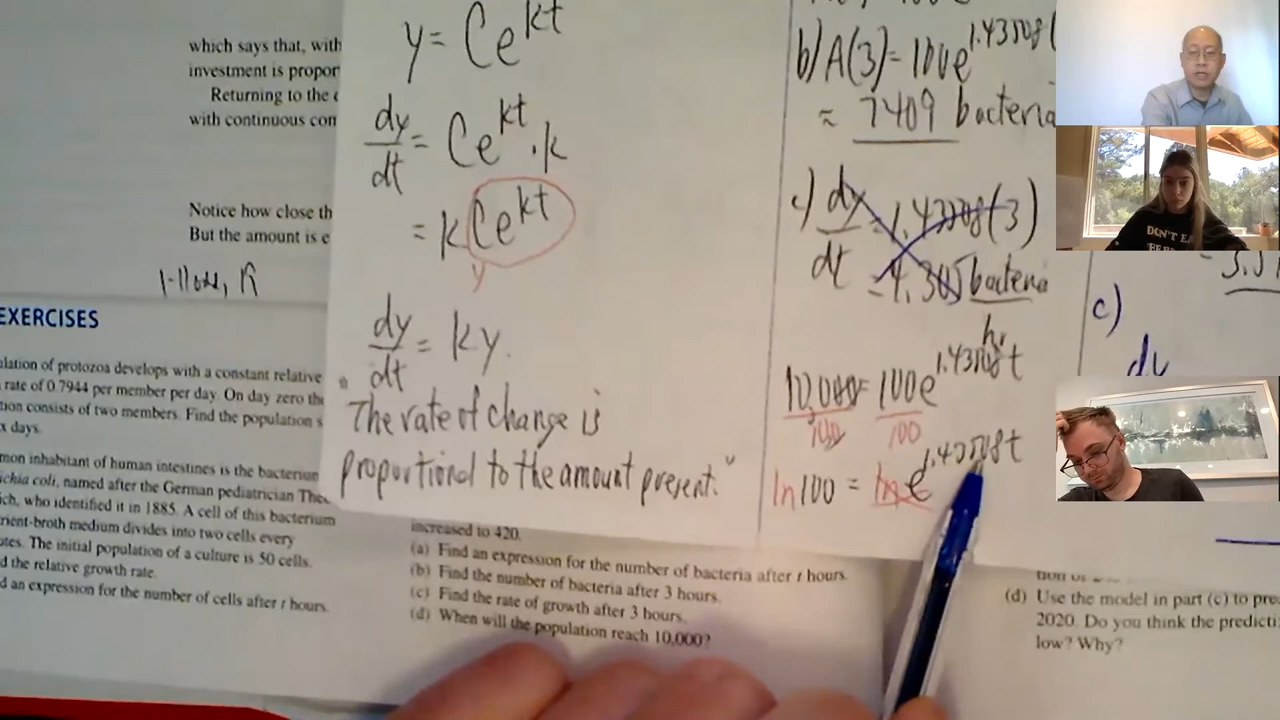 which says that, with
investment is propor
Returning to the
with continuous con
Notice how close th
But the amount is e
EXERCISES
lation of protozoa develops with a constant relative
rate of 0.7944 per member per day. On day zero the
tion consists of two members. Find the population
x days.
mon inhabitant of human intestines is the bacterium
ichia coli, named after the German pediatrician Theo
ich, who identified it in 1885. A cell of this bacterium
trient-broth medium divides into two cells every
utes. The initial population of a culture is 50 cells.
d the relative growth rate.
d an expression for the number of cells after t hours.
y = Ce^kt
dy/dt = Ce^kt · k
= k Ce^kt
y
dy/dt = ky.
"The rate of change is
proportional to the amount present."
increased to 420.
(a) Find an expression for the number of bacteria after t hours.
(b) Find the number of bacteria after 3 hours.
(c) Find the rate of growth after 3 hours.
(d) When will the population reach 10,000?
b) A(3) = 100e^1.43508(
≈ 7409 bacteria
c) dy/dt = 1.43508(3)
= 4.305 bacteria
hr
10,000 = 100e^1.43508t
100 100
ln 100 = ln e^1.43508t
c)
DON'T EA
(d) Use the model in part (c) to pre
2020. Do you think the predicti
low? Why?